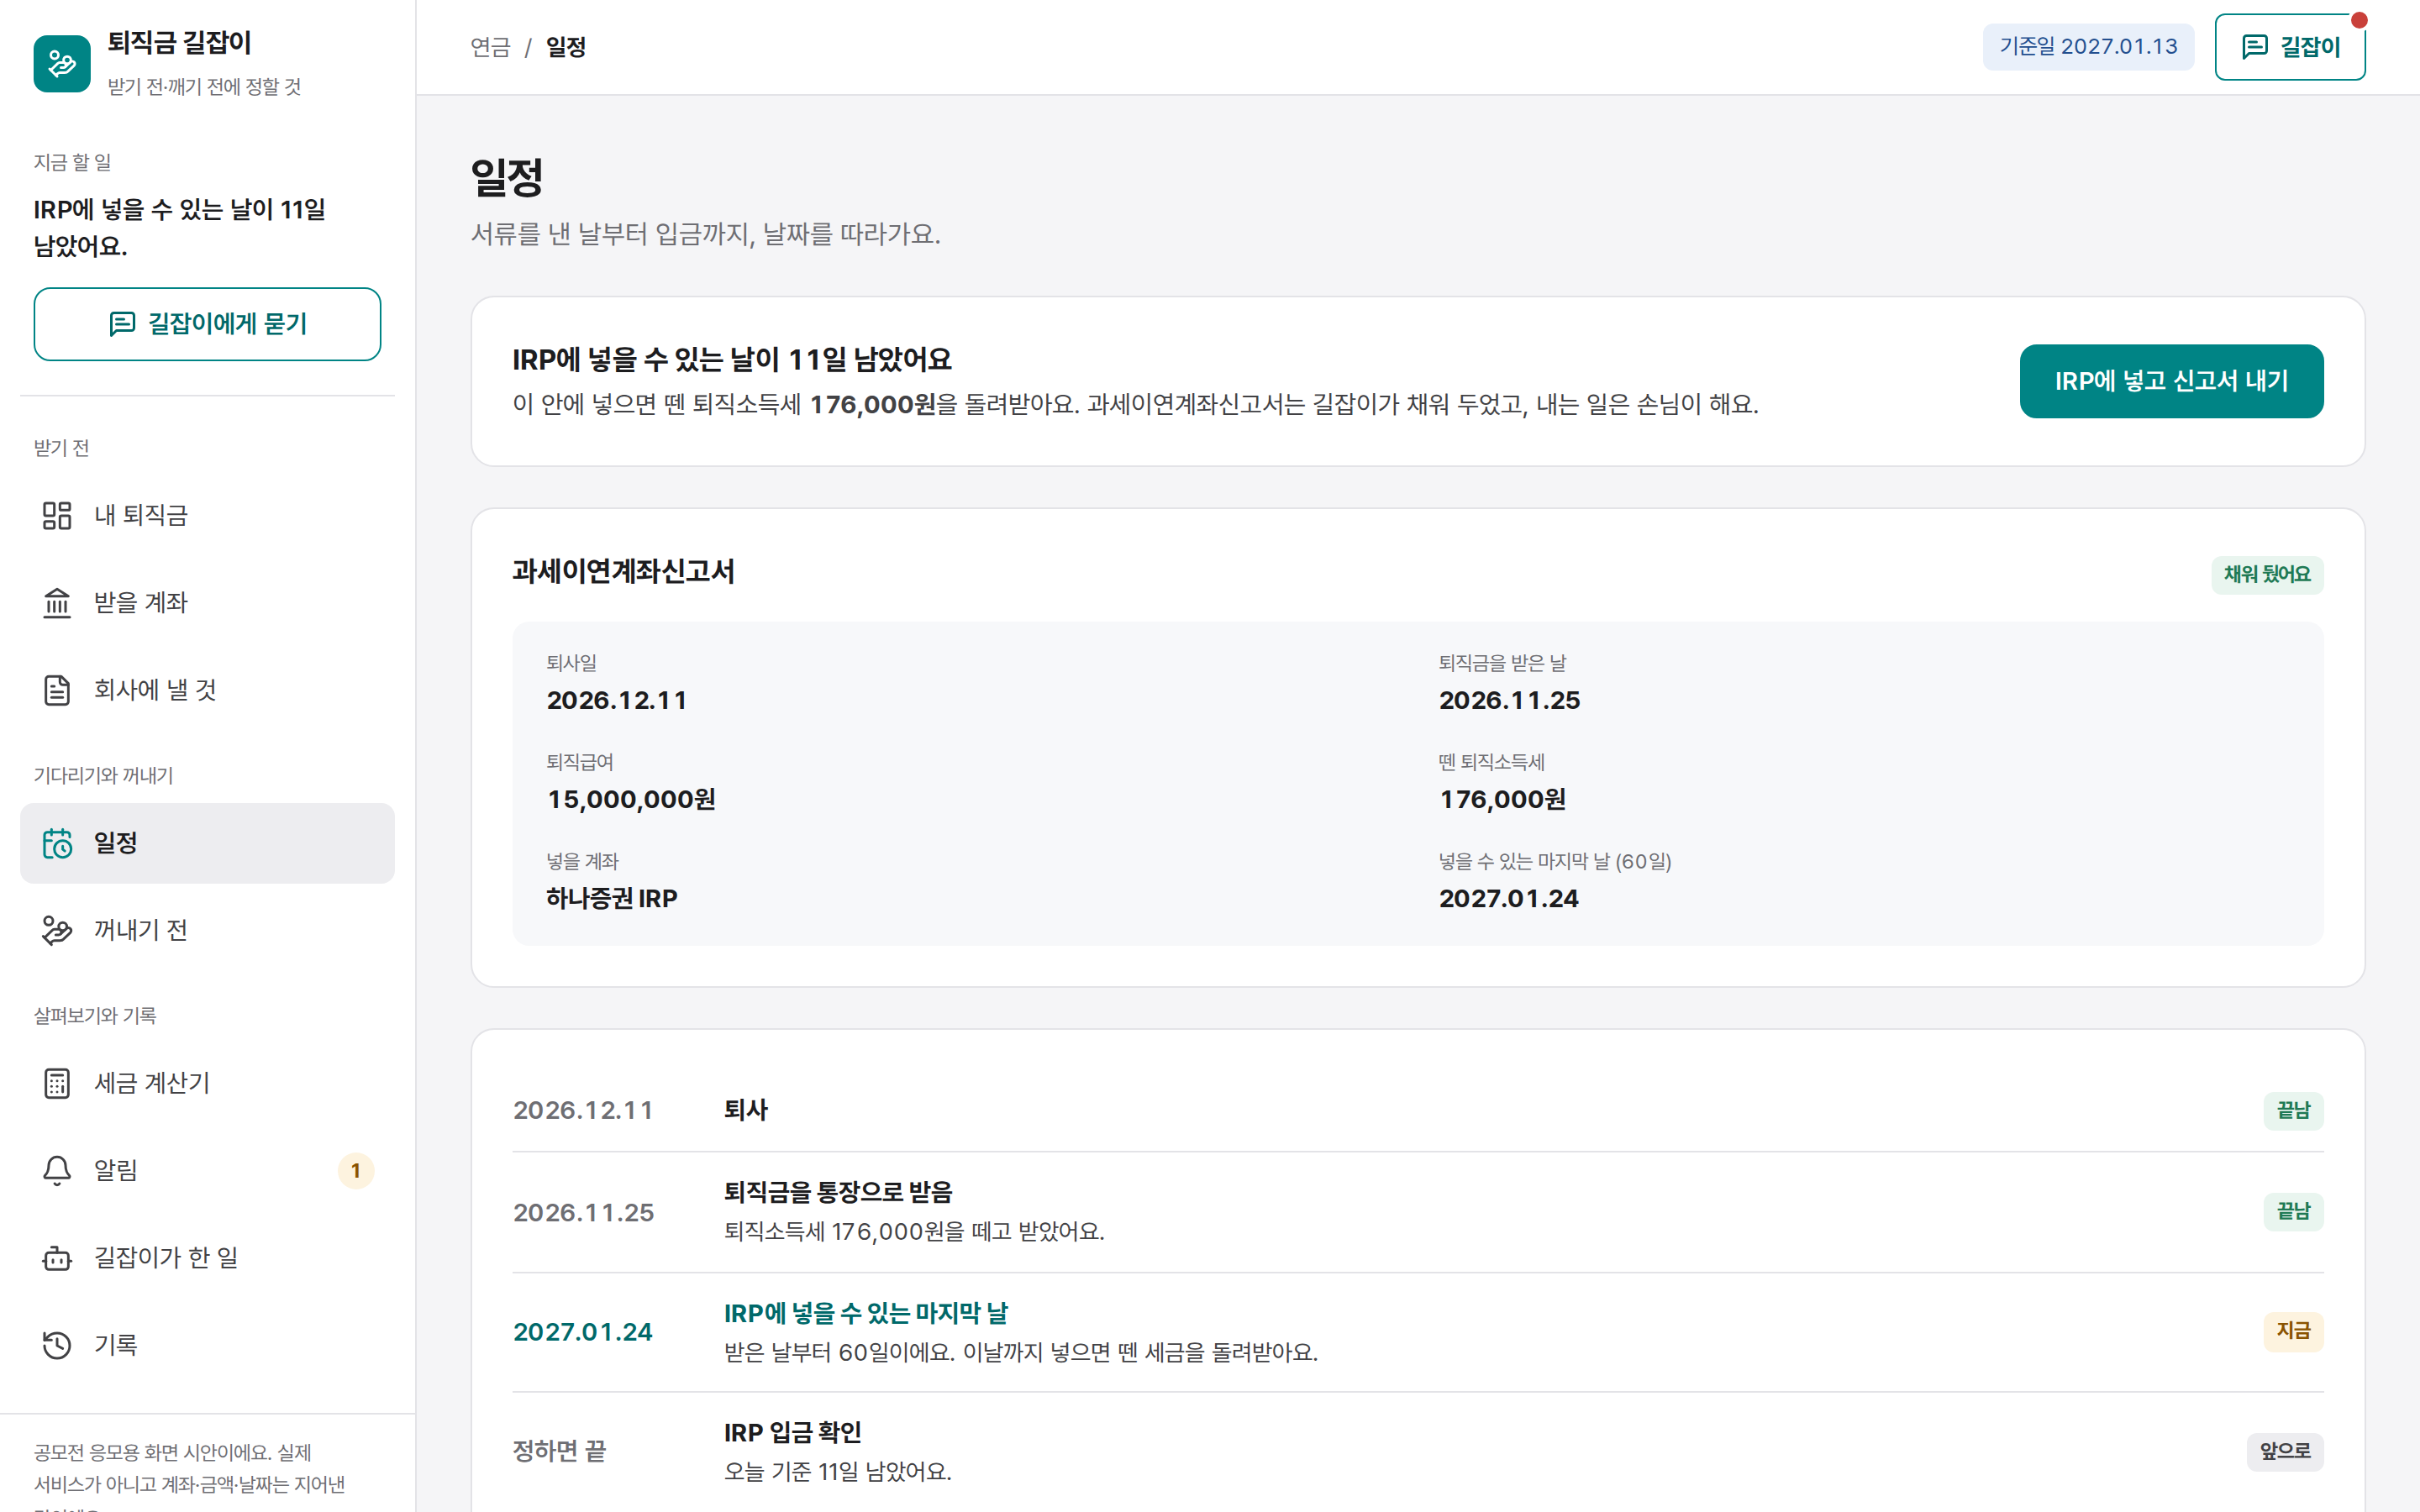 퇴직금 길잡이
받기 전·깨기 전에 정할 것
지금 할 일
IRP에 넣을 수 있는 날이 11일
남았어요.
길잡이에게 묻기
받기 전
내 퇴직금
받을 계좌
회사에 낼 것
기다리기와 꺼내기
일정
꺼내기 전
살펴보기와 기록
세금 계산기
알림
1
길잡이가 한 일
기록
공모전 응모용 화면 시안이에요. 실제
서비스가 아니고 계좌·금액·날짜는 지어낸
연금 / 일정
기준일 2027.01.13
길잡이
일정
서류를 낸 날부터 입금까지, 날짜를 따라가요.
IRP에 넣을 수 있는 날이 11일 남았어요
이 안에 넣으면 뗀 퇴직소득세 176,000원을 돌려받아요. 과세이연계좌신고서는 길잡이가 채워 두었고, 내는 일은 손님이 해요.
IRP에 넣고 신고서 내기
과세이연계좌신고서
채워 뒀어요
퇴사일
2026.12.11
퇴직금을 받은 날
2026.11.25
퇴직급여
15,000,000원
뗀 퇴직소득세
176,000원
넣을 계좌
하나증권 IRP
넣을 수 있는 마지막 날 (60일)
2027.01.24
2026.12.11
퇴사
끝남
2026.11.25
퇴직금을 통장으로 받음
퇴직소득세 176,000원을 떼고 받았어요.
끝남
2027.01.24
IRP에 넣을 수 있는 마지막 날
받은 날부터 60일이에요. 이날까지 넣으면 뗀 세금을 돌려받아요.
지금
정하면 끝
IRP 입금 확인
오늘 기준 11일 남았어요.
앞으로